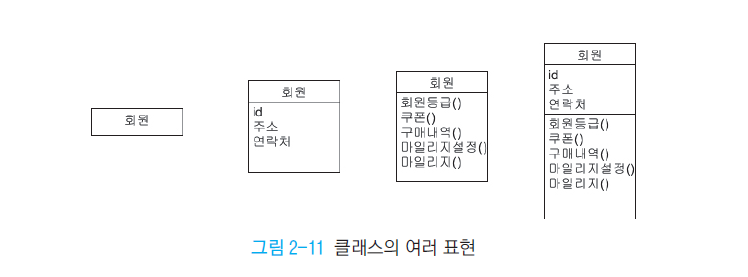 회원
회원
id
주소
연락처
회원
회원등급()
쿠폰()
구매내역()
마일리지설정()
마일리지()
회원
id
주소
연락처
회원등급()
쿠폰()
구매내역()
마일리지설정()
마일리지()
그림 2-11 클래스의 여러 표현